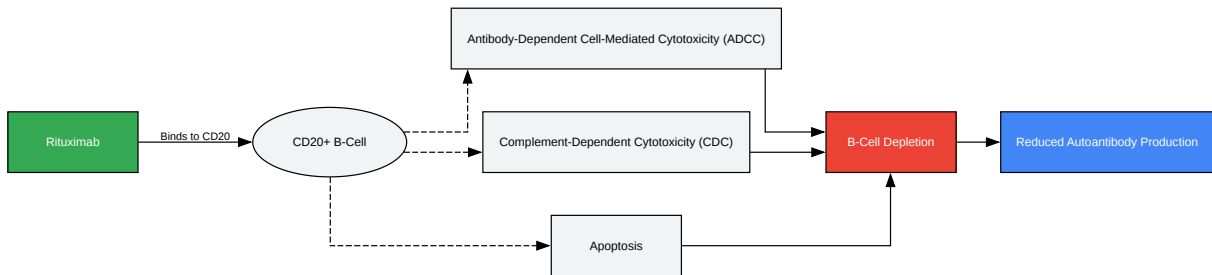 Antibody-Dependent Cell-Mediated Cytotoxicity (ADCC)
Rituximab
Binds to CD20
CD20+ B-Cell
Complement-Dependent Cytotoxicity (CDC)
B-Cell Depletion
Reduced Autoantibody Production
Apoptosis